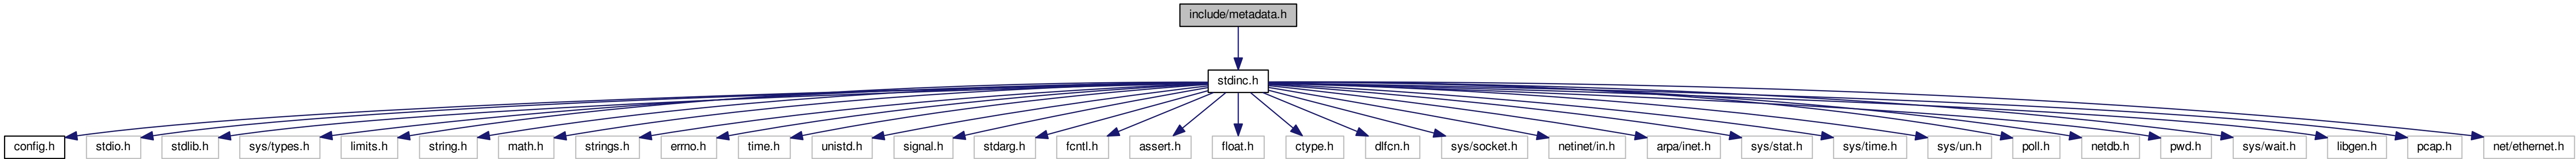 include/metadata.h
stdinc.h
config.h
stdio.h
stdlib.h
sys/types.h
limits.h
string.h
math.h
strings.h
errno.h
time.h
unistd.h
signal.h
stdarg.h
fcntl.h
assert.h
float.h
ctype.h
dlfcn.h
sys/socket.h
netinet/in.h
arpa/inet.h
sys/stat.h
sys/time.h
sys/un.h
poll.h
netdb.h
pwd.h
sys/wait.h
libgen.h
pcap.h
net/ethernet.h